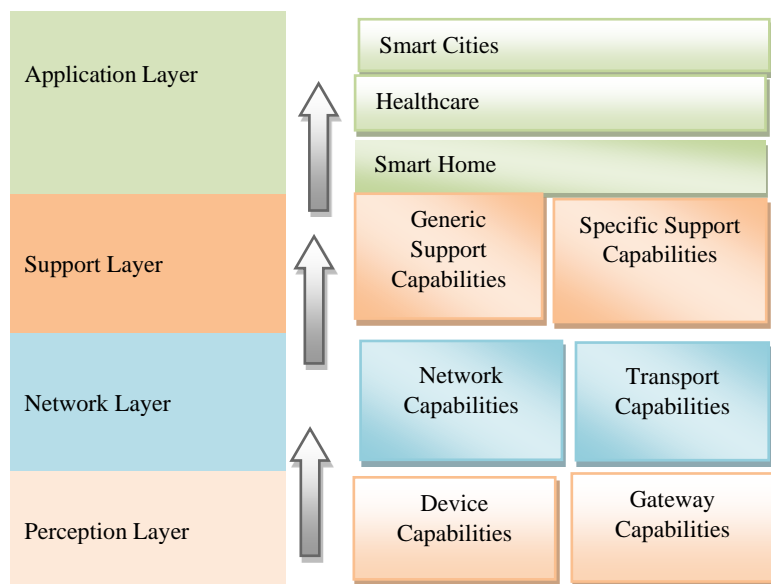 Application Layer
Smart Cities
Healthcare
Smart Home
Support Layer
Generic
Support
Capabilities
Specific Support
Capabilities
Network Layer
Network
Capabilities
Transport
Capabilities
Perception Layer
Device
Capabilities
Gateway
Capabilities